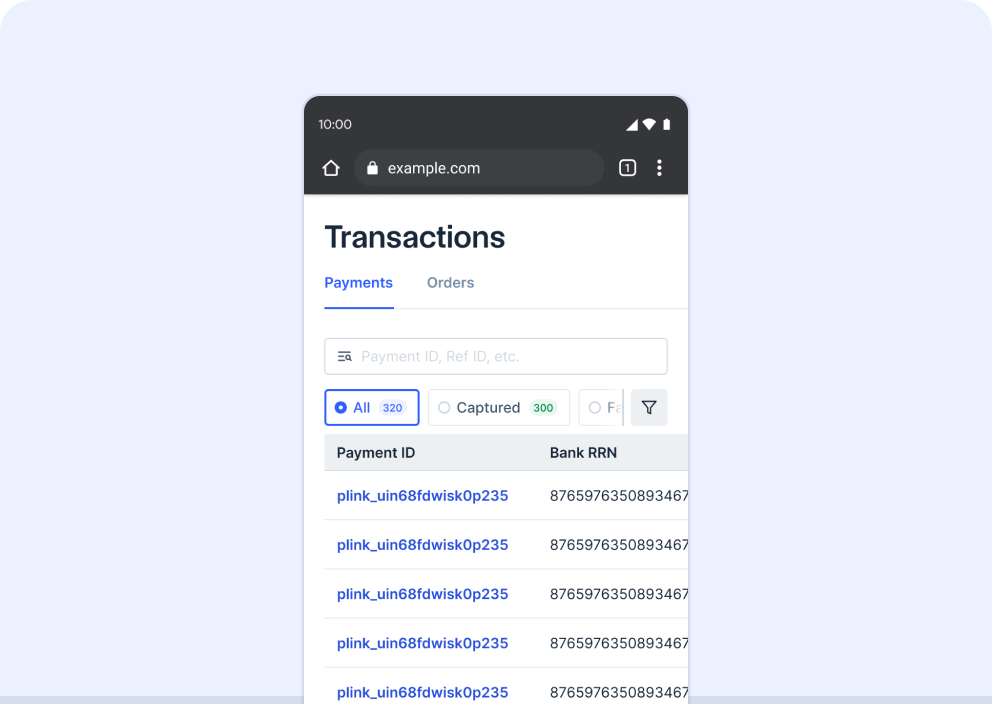 10:00
example.com 1
Transactions
Payments Orders
Payment ID, Ref ID, etc.
All 320 Captured 300
Payment ID Bank RRN
plink_uin68fdwisk0p235 8765976350893467
plink_uin68fdwisk0p235 8765976350893467
plink_uin68fdwisk0p235 8765976350893467
plink_uin68fdwisk0p235 8765976350893467
plink_uin68fdwisk0p235 8765976350893467